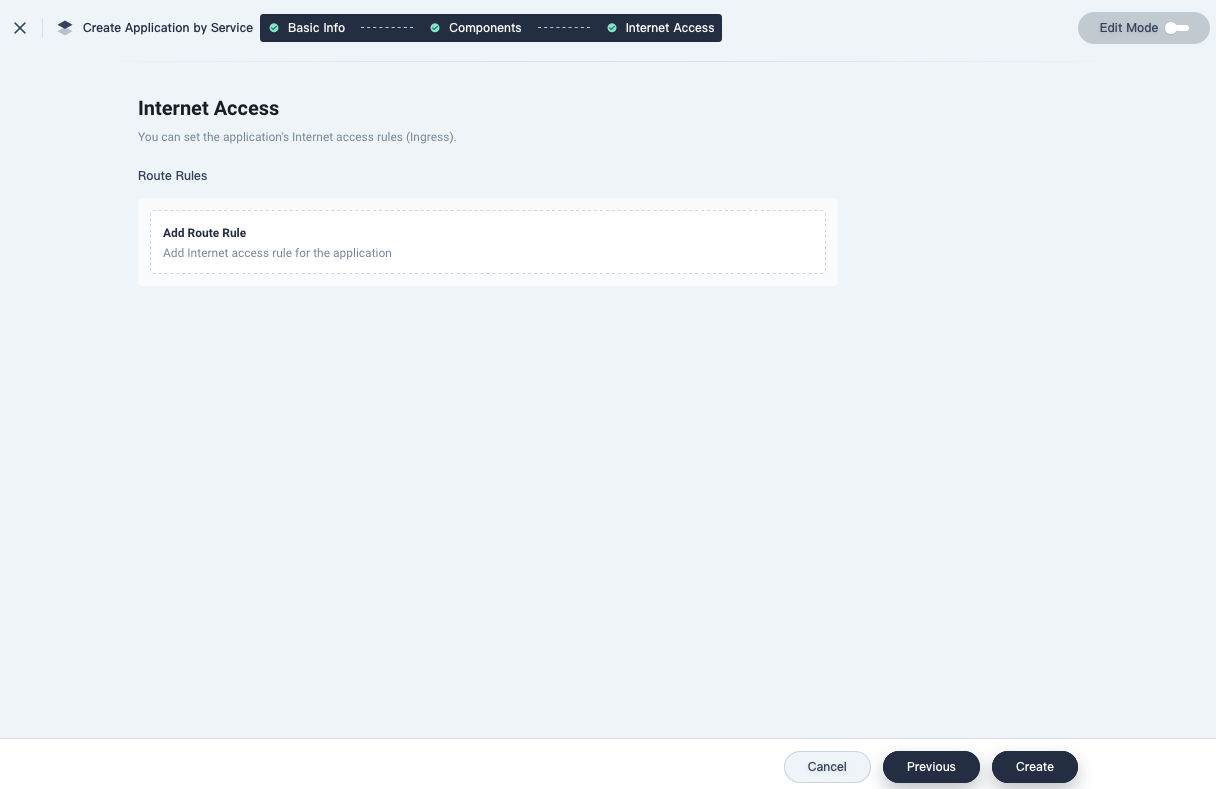 Create Application by Service Basic Info Components Internet Access Edit Mode
Internet Access
You can set the application's Internet access rules (Ingress).
Route Rules
Add Route Rule
Add Internet access rule for the application
Cancel Previous Create